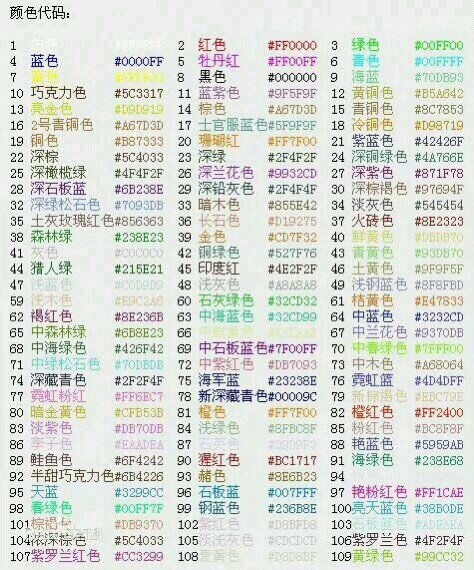 颜色代码：
1 #FFFFFF 2 红色 #FF0000 3 绿色 #00FF00
4 蓝色 #0000FF 5 牡丹红 #FF00FF 6 青色 #00FFFF
7 黄色 #FFFF00 8 黑色 #000000 9 海蓝 #70DB93
10 巧克力色 #5C3317 11 蓝紫色 #9F5F9F 12 黄铜色 #B5A642
13 亮金色 #D9D919 14 棕色 #A67D3D 15 青铜色 #8C7853
16 2号青铜色 #A67D3D 17 士官服蓝色 #5F9F9F 18 冷铜色 #D98719
19 铜色 #B87333 20 珊瑚红 #FF7F00 21 紫蓝色 #42426F
22 深棕 #5C4033 23 深绿 #2F4F2F 24 深铜绿色 #4A766E
25 深橄榄绿 #4F4F2F 26 深兰花色 #9932CD 27 深紫色 #871F78
28 深石板蓝 #6B238E 29 深铅灰色 #2F4F4F 30 深棕褐色 #97694F
32 深绿松石色 #7093DB 33 暗木色 #855E42 34 淡灰色 #545454
35 土灰玫瑰红色 #856363 36 长石色 #D19275 37 火砖色 #8E2323
38 森林绿 #238E23 39 金色 #CD7F32 40 鲜黄色 #DBDB70
41 灰色 #C0C0C0 42 铜绿色 #527F76 43 青黄色 #93DB70
44 猎人绿 #215E21 45 印度红 #4E2F2F 46 土黄色 #9F9F5F
47 浅蓝色 #C0D9D9 48 浅灰色 #A8A8A8 49 浅钢蓝色 #8F8FBD
59 浅木色 #E9C2A6 60 石灰绿色 #32CD32 61 桔黄色 #E47833
62 褐红色 #8E236B 63 中海蓝色 #32CD99 64 中蓝色 #3232CD
65 中森林绿 #6B8E23 66 67 中兰花色 #9370DB
68 中海绿色 #426F42 69 中石板蓝色 #7F00FF 70 中春绿色 #7FFF00
71 中绿松石色 #70DBDB 72 中紫红色 #DB7093 73 中木色 #A68064
74 深藏青色 #2F2F4F 75 海军蓝 #23238E 76 霓虹篮 #4D4DFF
77 霓虹粉红 #FF6EC7 78 新深藏青色 #00009C 79 新棕褐色 #EBC79E
80 暗金黄色 #CFB53B 81 橙色 #FF7F00 82 橙红色 #FF2400
83 淡紫色 #DB70DB 84 浅绿色 #8FBC8F 85 粉红色 #BC8F8F
86 李子色 #EAADEA 87 88 艳蓝色 #5959AB
89 鲑鱼色 #6F4242 90 猩红色 #BC1717 91 海绿色 #238E68
92 半甜巧克力色 #6B4226 93 赭色 #8E6B23 94
95 天蓝 #3299CC 96 石板蓝 #007FFF 97 艳粉红色 #FF1CAE
98 春绿色 #00FF7F 99 钢蓝色 #236B8E 100 亮天蓝色 #38B0DE
101 棕褐色 #DB9370 102 紫红色 #D8BFD8 103 石板蓝色 #ADEAEA
104 浓深棕色 #5C4033 105 淡浅灰色 #CDCDCD 106 紫罗兰色 #4F2F4F
107 紫罗兰红色 #CC3299 108 麦黄色 #D8D8BF 109 黄绿色 #99CC32